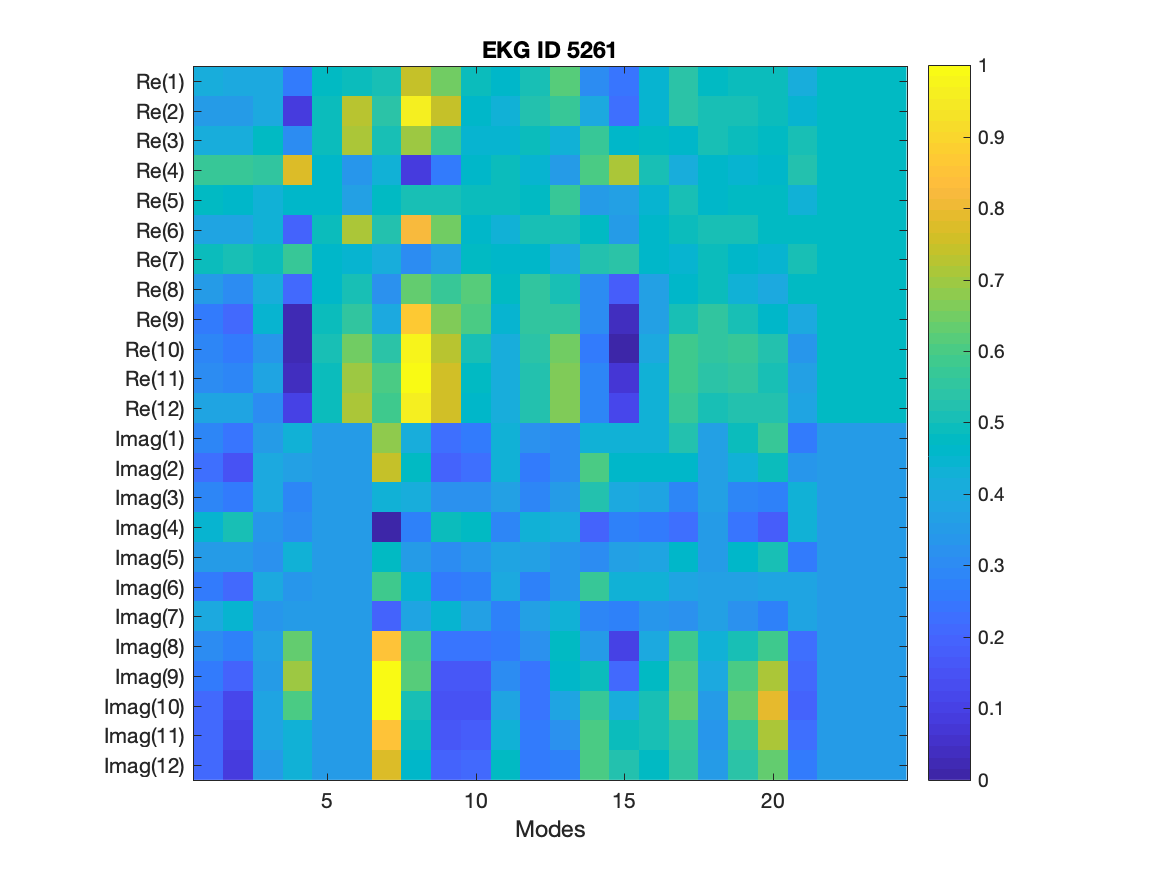 EKG ID 5261
Re(1)
Re(2)
Re(3)
Re(4)
Re(5)
Re(6)
Re(7)
Re(8)
Re(9)
Re(10)
Re(11)
Re(12)
Imag(1)
Imag(2)
Imag(3)
Imag(4)
Imag(5)
Imag(6)
Imag(7)
Imag(8)
Imag(9)
Imag(10)
Imag(11)
Imag(12)
5 10 15 20
Modes
1
0.9
0.8
0.7
0.6
0.5
0.4
0.3
0.2
0.1
0